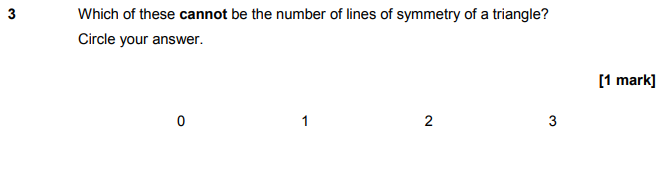 3 Which of these cannot be the number of lines of symmetry of a triangle?
Circle your answer.
[1 mark]
0 1 2 3